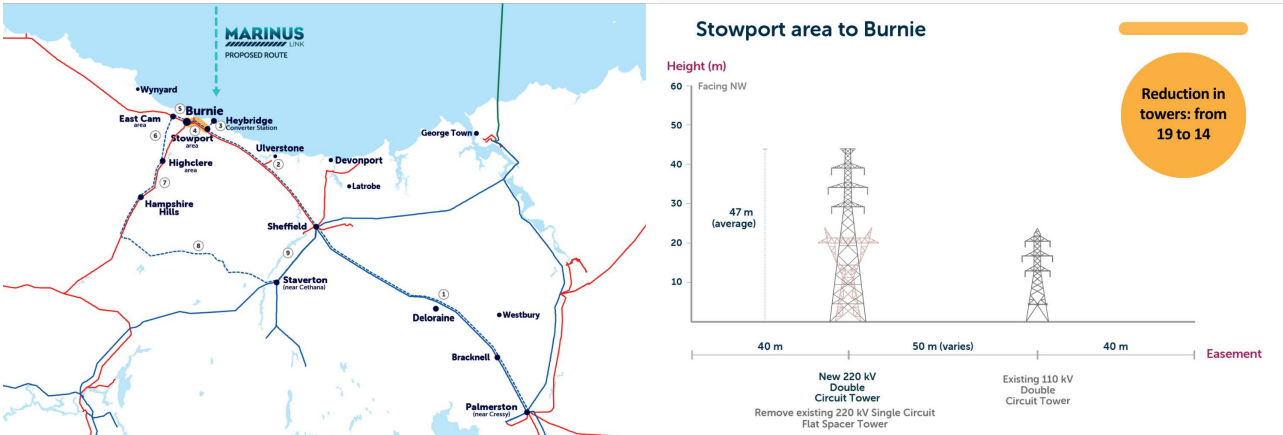 MARINUS
LINK
PROPOSED ROUTE
Wynyard
Burnie
5
East Cam
area
3
Heybridge
Converter Station
4
Stowport
area
6
George Town
Ulverstone
2
Devonport
Highclere
area
7
Latrobe
Hampshire
Hills
Sheffield
8
9
Staverton
(near Cethana)
1
Deloraine
Westbury
Bracknell
Palmerston
(near Cressy)
Stowport area to Burnie
Height (m)
Facing NW
60
50
40
30
20
10
47 m
(average)
Reduction in
towers: from
19 to 14
40 m
50 m (varies)
40 m
Easement
New 220 kV
Double
Circuit Tower
Remove existing 220 kV Single Circuit
Flat Spacer Tower
Existing 110 kV
Double
Circuit Tower